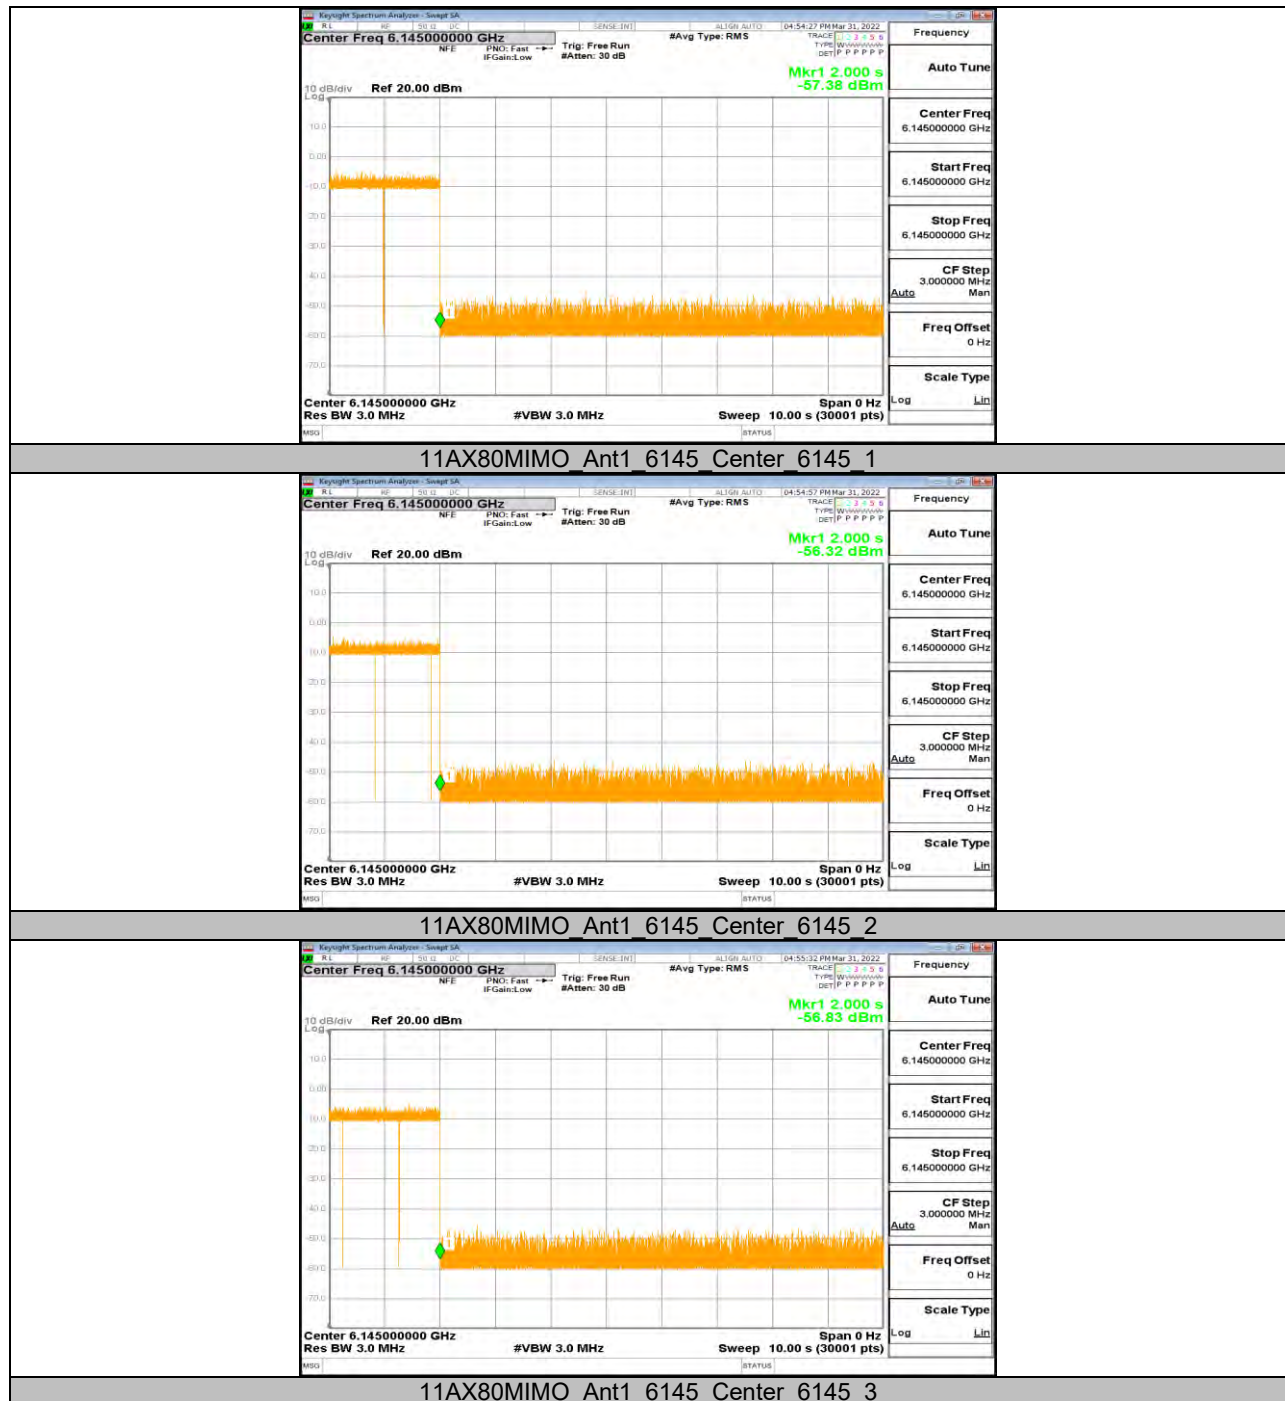 Keysight Spectrum Analyzer - Swept SA
RL RF 50 Ω DC SENSE:INT ALIGN AUTO 04:54:27 PM Mar 31, 2022
Center Freq 6.145000000 GHz #Avg Type: RMS TRACE 1 2 3 4 5 6
NFE PNO: Fast Trig: Free Run TYPE
IFGain:Low #Atten: 30 dB DET P P P P P P
Mkr1 2.000 s
-57.38 dBm
10 dB/div Ref 20.00 dBm
Log
10.0
0.00
-10.0
-20.0
-30.0
-40.0
-50.0
-60.0
-70.0
1
Center 6.145000000 GHz Span 0 Hz
Res BW 3.0 MHz #VBW 3.0 MHz Sweep 10.00 s (30001 pts)
MSG STATUS
Frequency
Auto Tune
Center Freq
6.145000000 GHz
Start Freq
6.145000000 GHz
Stop Freq
6.145000000 GHz
CF Step
3.000000 MHz
Auto Man
Freq Offset
0 Hz
Scale Type
Log Lin
11AX80MIMO_Ant1_6145_Center_6145_1
Keysight Spectrum Analyzer - Swept SA
RL RF 50 Ω DC SENSE:INT ALIGN AUTO 04:54:57 PM Mar 31, 2022
Center Freq 6.145000000 GHz #Avg Type: RMS TRACE 1 2 3 4 5 6
NFE PNO: Fast Trig: Free Run TYPE
IFGain:Low #Atten: 30 dB DET P P P P P P
Mkr1 2.000 s
-56.32 dBm
10 dB/div Ref 20.00 dBm
Log
10.0
0.00
-10.0
-20.0
-30.0
-40.0
-50.0
-60.0
-70.0
1
Center 6.145000000 GHz Span 0 Hz
Res BW 3.0 MHz #VBW 3.0 MHz Sweep 10.00 s (30001 pts)
MSG STATUS
Frequency
Auto Tune
Center Freq
6.145000000 GHz
Start Freq
6.145000000 GHz
Stop Freq
6.145000000 GHz
CF Step
3.000000 MHz
Auto Man
Freq Offset
0 Hz
Scale Type
Log Lin
11AX80MIMO_Ant1_6145_Center_6145_2
Keysight Spectrum Analyzer - Swept SA
RL RF 50 Ω DC SENSE:INT ALIGN AUTO 04:55:32 PM Mar 31, 2022
Center Freq 6.145000000 GHz #Avg Type: RMS TRACE 1 2 3 4 5 6
NFE PNO: Fast Trig: Free Run TYPE
IFGain:Low #Atten: 30 dB DET P P P P P P
Mkr1 2.000 s
-56.83 dBm
10 dB/div Ref 20.00 dBm
Log
10.0
0.00
-10.0
-20.0
-30.0
-40.0
-50.0
-60.0
-70.0
1
Center 6.145000000 GHz Span 0 Hz
Res BW 3.0 MHz #VBW 3.0 MHz Sweep 10.00 s (30001 pts)
MSG STATUS
Frequency
Auto Tune
Center Freq
6.145000000 GHz
Start Freq
6.145000000 GHz
Stop Freq
6.145000000 GHz
CF Step
3.000000 MHz
Auto Man
Freq Offset
0 Hz
Scale Type
Log Lin
11AX80MIMO_Ant1_6145_Center_6145_3